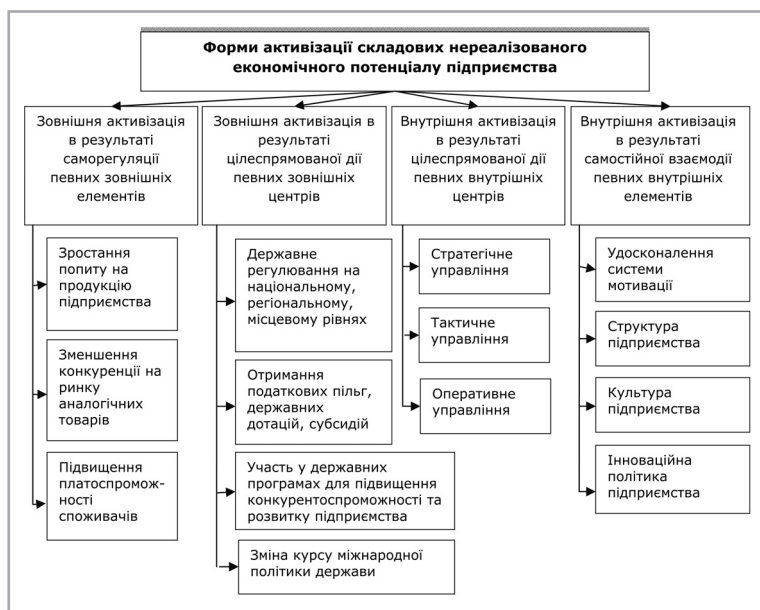 Форми активізації складових нереалізованого
економічного потенціалу підприємства
Зовнішня активізація
в результаті
саморегуляції
певних зовнішніх
елементів
Зростання
попиту на
продукцію
підприємства
Зменшення
конкуренції на
ринку
аналогічних
товарів
Підвищення
платоспромож-
ності
споживачів
Зовнішня активізація в
результаті
цілеспрямованої дії
певних зовнішніх
центрів
Державне
регулювання на
національному,
регіональному,
місцевому рівнях
Отримання
податкових пільг,
державних
дотацій, субсидій
Участь у державних
програмах для підвищення
конкурентоспроможності та
розвитку підприємства
Зміна курсу міжнародної
політики держави
Внутрішня активізація
в результаті
цілеспрямованої дії
певних внутрішніх
центрів
Стратегічне
управління
Тактичне
управління
Оперативне
управління
Внутрішня активізація
в результаті
самостійної взаємодії
певних внутрішніх
елементів
Удосконалення
системи
мотивації
Структура
підприємства
Культура
підприємства
Інноваційна
політика
підприємства